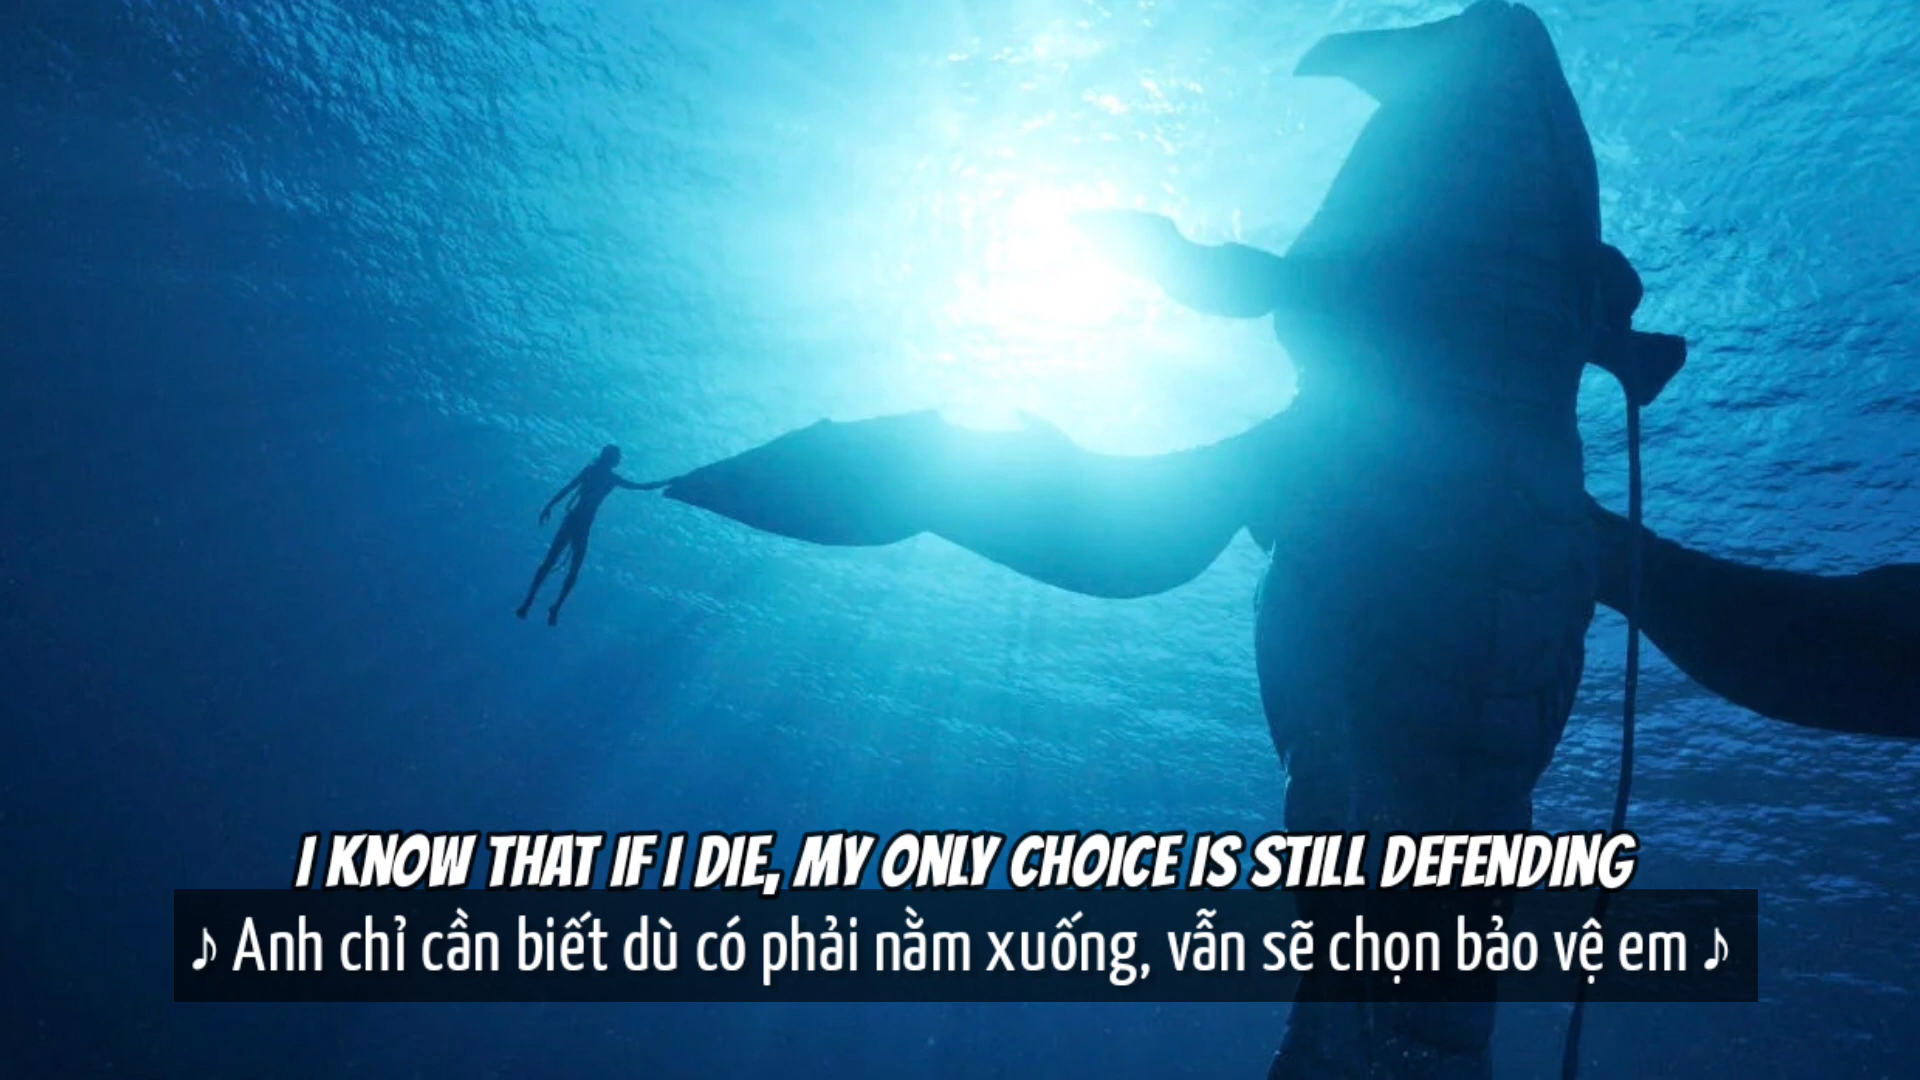 I KNOW THAT IF I DIE, MY ONLY CHOICE IS STILL DEFENDING
♪ Anh chỉ cần biết dù có phải nằm xuống, vẫn sẽ chọn bảo vệ em ♪